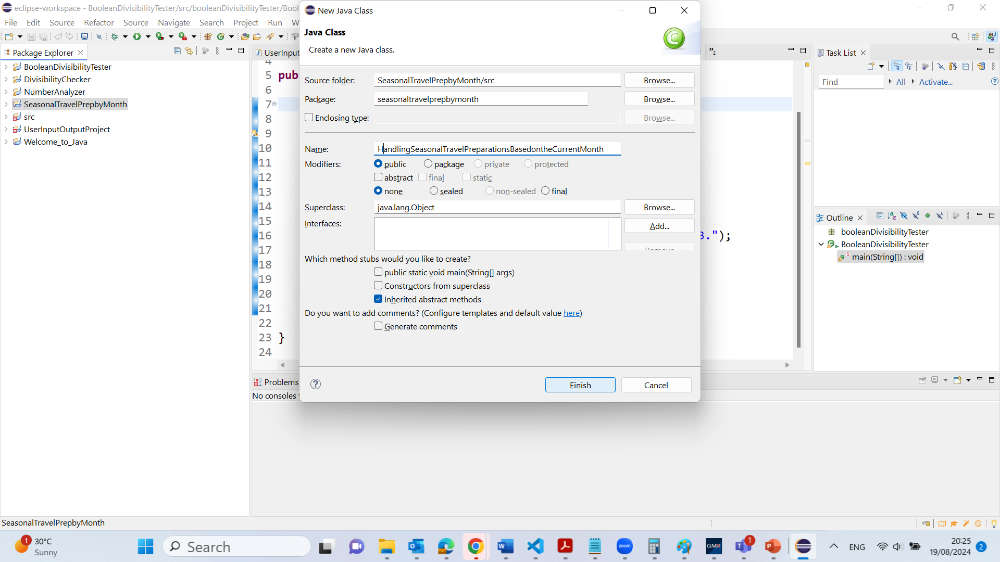 eclipse-workspace - BooleanDivisibilityTester/src/booleanDivisibilityTester/Bool
File Edit Source Refactor Source Navigate Search Project Run W
Package Explorer
BooleanDivisibilityTester
DivisibilityChecker
NumberAnalyzer
SeasonalTravelPrepbyMonth
src
UserInputOutputProject
Welcome_to_Java
UserInput
4
5 pub
6
7
8
9
10
11
12
13
14
15
16 3.");
17
18
19
20
21
22
23 }
24
New Java Class
Java Class
Create a new Java class.
Source folder: SeasonalTravelPrepbyMonth/src Browse...
Package: seasonaltravelprepbymonth Browse...
Enclosing type: Browse...
Name: HandlingSeasonalTravelPreparationsBasedontheCurrentMonth
Modifiers: public package private protected
abstract final static
none sealed non-sealed final
Superclass: java.lang.Object Browse...
Interfaces: Add...
Remove
Which method stubs would you like to create?
public static void main(String[] args)
Constructors from superclass
Inherited abstract methods
Do you want to add comments? (Configure templates and default value here)
Generate comments
Finish Cancel
»2
Task List
Find All Activate...
Outline
booleanDivisibilityTester
BooleanDivisibilityTester
main(String[]) : void
Problems
No consoles
SeasonalTravelPrepbyMonth
1
30°C
Sunny
Search
zoom
GMX
1
ENG
20:25
19/08/2024
2